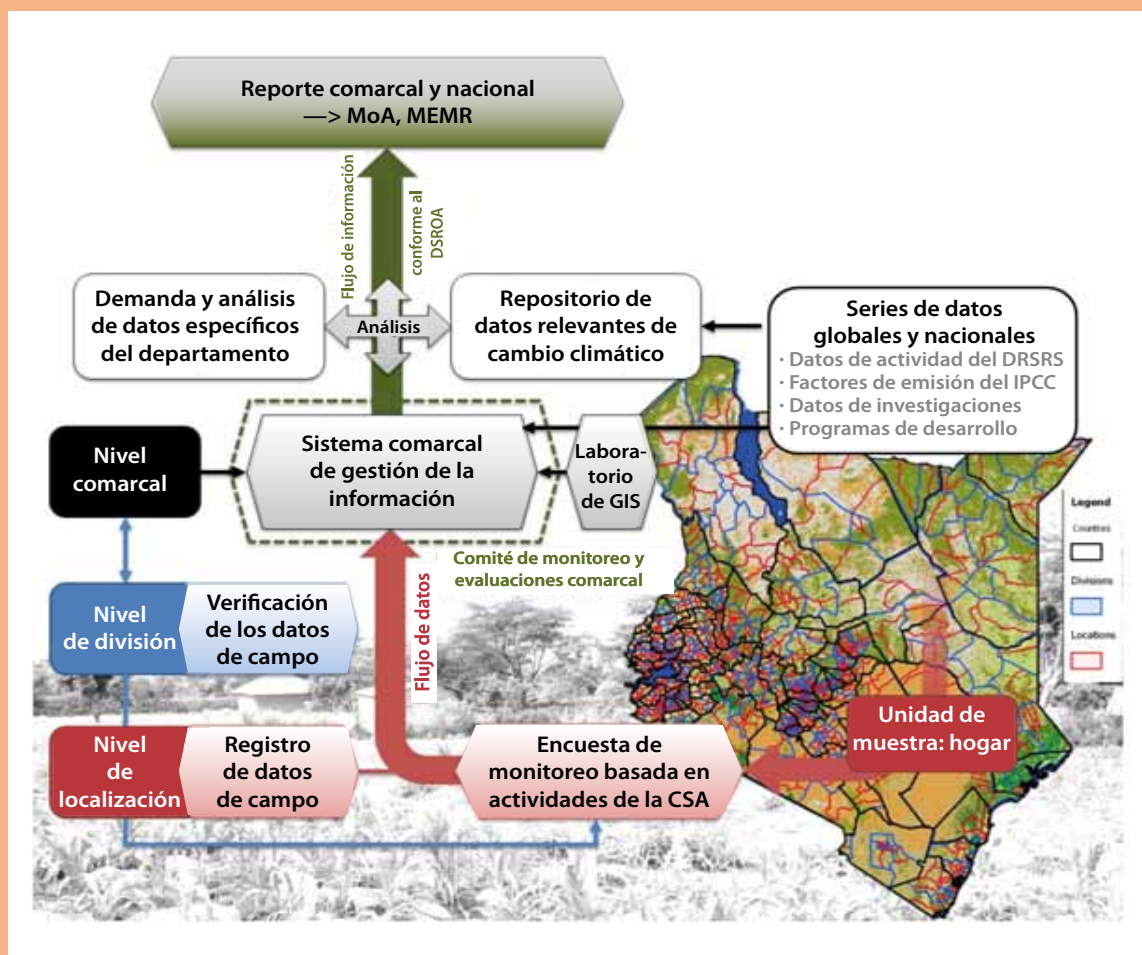 Reporte comarcal y nacional
—> MoA, MEMR
Flujo de información
conforme al
DSROA
Demanda y análisis
de datos específicos
del departamento
Análisis
Repositorio de
datos relevantes de
cambio climático
Series de datos
globales y nacionales
· Datos de actividad del DRSRS
· Factores de emisión del IPCC
· Datos de investigaciones
· Programas de desarrollo
Nivel
comarcal
Sistema comarcal
de gestión de la
información
Labora-
torio
de GIS
Comité de monitoreo y
evaluaciones comarcal
Flujo de datos
Nivel
de división
Verificación
de los datos
de campo
Nivel
de
localización
Registro
de datos
de campo
Encuesta de
monitoreo basada en
actividades de la CSA
Unidad de
muestra: hogar
Legend
Counties
Divisions
Locations